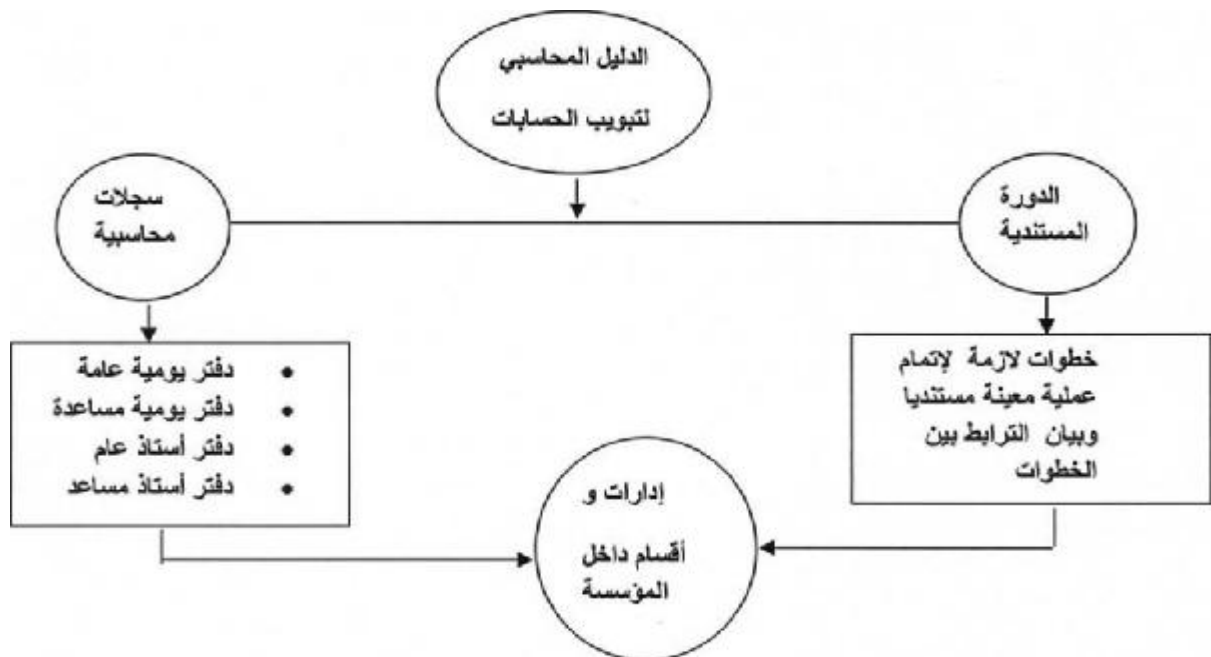 الدليل المحاسبي
لتبويب الحسابات
الدورة
المستندية
سجلات
محاسبية
خطوات لازمة لإتمام
عملية معينة مستنديا
وبيان الترابط بين
الخطوات
• دفتر يومية عامة
• دفتر يومية مساعدة
• دفتر أستاذ عام
• دفتر أستاذ مساعد
إدارات و
أقسام داخل
المؤسسة